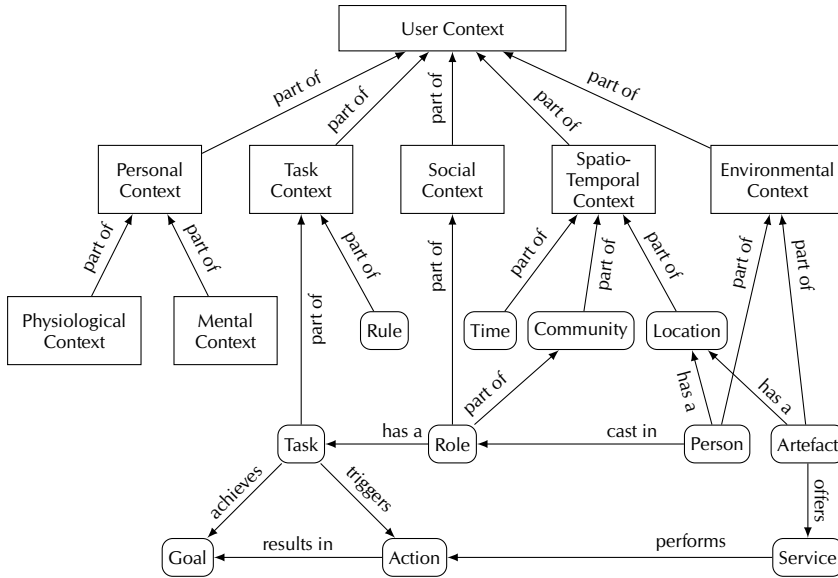 User Context
part of
part of
part of
part of
part of
Personal
Context
Task
Context
Social
Context
Spatio-
Temporal
Context
Environmental
Context
part of
part of
part of
part of
part of
part of
part of
part of
part of
part of
Physiological
Context
Mental
Context
Rule
Time
Community
Location
part of
has a
has a
Task
has a
Role
cast in
Person
Artefact
achieves
triggers
offers
Goal
results in
Action
performs
Service